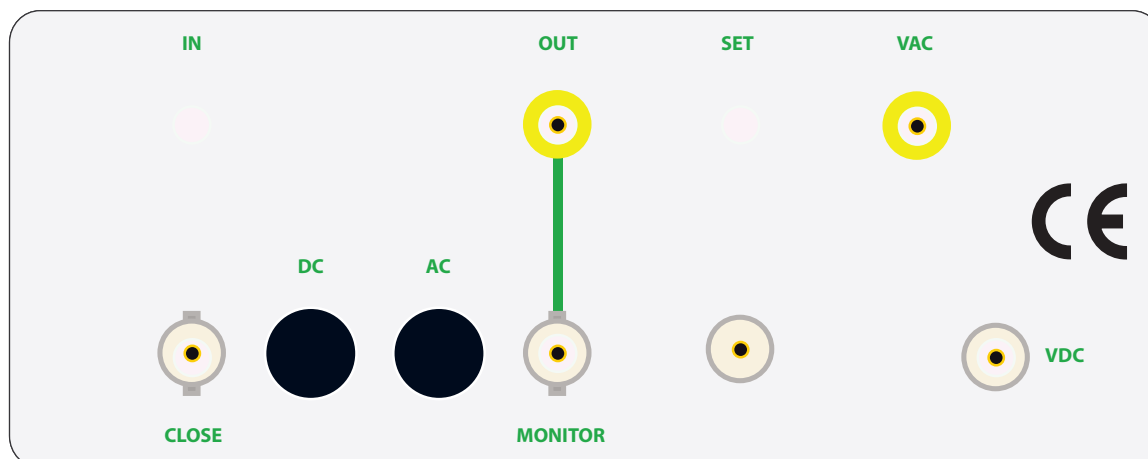 IN
OUT
SET
VAC
CE
DC
AC
VDC
CLOSE
MONITOR